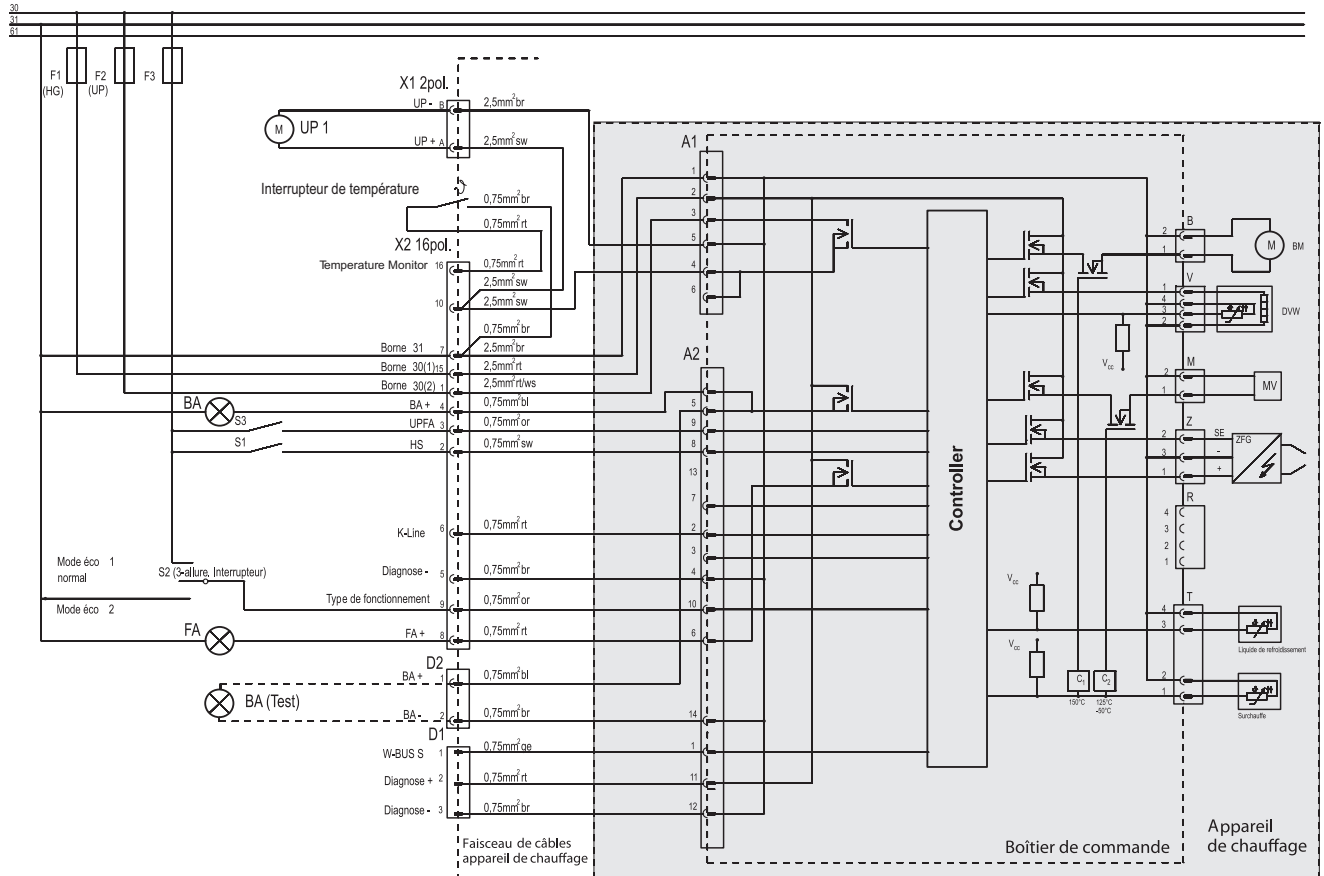 30
31
61
F1
(HG)
F2
(UP)
F3
X1 2pol.
UP - B 2,5mm² br
M UP 1
UP + A 2,5mm² sw
Interrupteur de température
0,75mm² br
0,75mm² rt
X2 16pol.
Temperature Monitor 16 0,75mm² rt
2,5mm² sw
10 2,5mm² sw
0,75mm² br
Borne 31 7 2,5mm² br
Borne 30(1) 15 2,5mm² rt
Borne 30(2) 1 2,5mm² rt/ws
BA BA + 4 0,75mm² bl
S3 UPFA 3 0,75mm² or
S1 HS 2 0,75mm² sw
K-Line 6 0,75mm² rt
Mode éco 1
normal
S2 (3-allure, Interrupteur)
Mode éco 2
Diagnose - 5 0,75mm² br
Type de fonctionnement 9 0,75mm² or
FA FA + 8 0,75mm² rt
D2
BA + 1 0,75mm² bl
BA (Test)
BA - 2 0,75mm² br
D1
W-BUS S 1 0,75mm² ge
Diagnose + 2 0,75mm² rt
Diagnose - 3 0,75mm² br
Faisceau de câbles
appareil de chauffage
A1
1
2
3
5
4
6
A2
5
9
8
13
7
2
3
4
10
6
14
1
11
12
Controller
B
2
1
M BM
V
1
4
3
2
DVW
Vcc
M
2
1
MV
Z
2 SE ZFG
3 -
1 +
R
4
3
2
1
T
Vcc
4
3
Liquide de refroidissement
Vcc
2
1
Surchauffe
C1
150°C
C2
125°C
-50°C
Boîtier de commande
Appareil
de chauffage